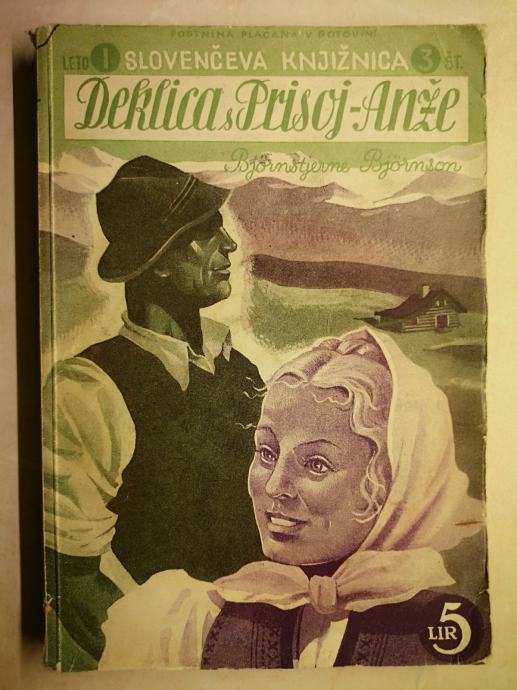 POŠTNINA PLAČANA V GOTOVINI
LETO 1 SLOVENČEVA KNJIŽNICA 3 ŠT.
Deklica s Prisoj-Anže
Björnstjerne Björnson
5
LIR